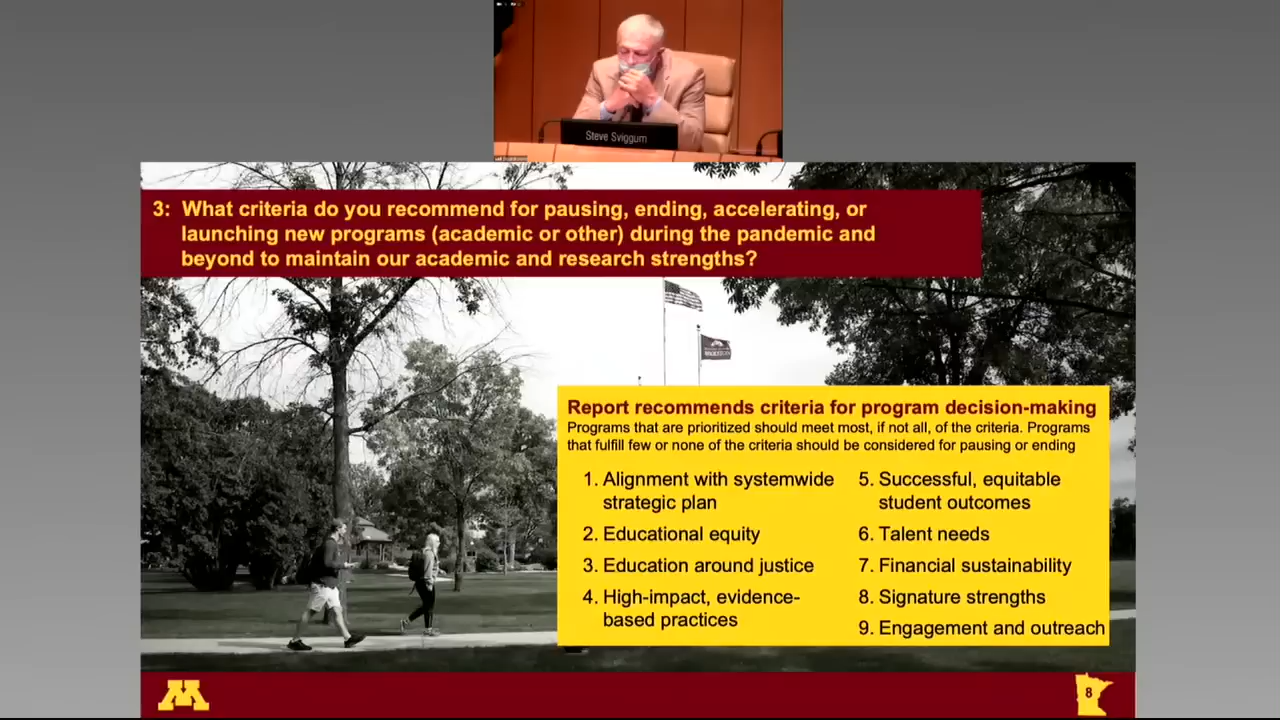 Steve Sviggum
3: What criteria do you recommend for pausing, ending, accelerating, or
launching new programs (academic or other) during the pandemic and
beyond to maintain our academic and research strengths?
Report recommends criteria for program decision-making
Programs that are prioritized should meet most, if not all, of the criteria. Programs
that fulfill few or none of the criteria should be considered for pausing or ending
1. Alignment with systemwide
strategic plan
2. Educational equity
3. Education around justice
4. High-impact, evidence-
based practices
5. Successful, equitable
student outcomes
6. Talent needs
7. Financial sustainability
8. Signature strengths
9. Engagement and outreach
M
8